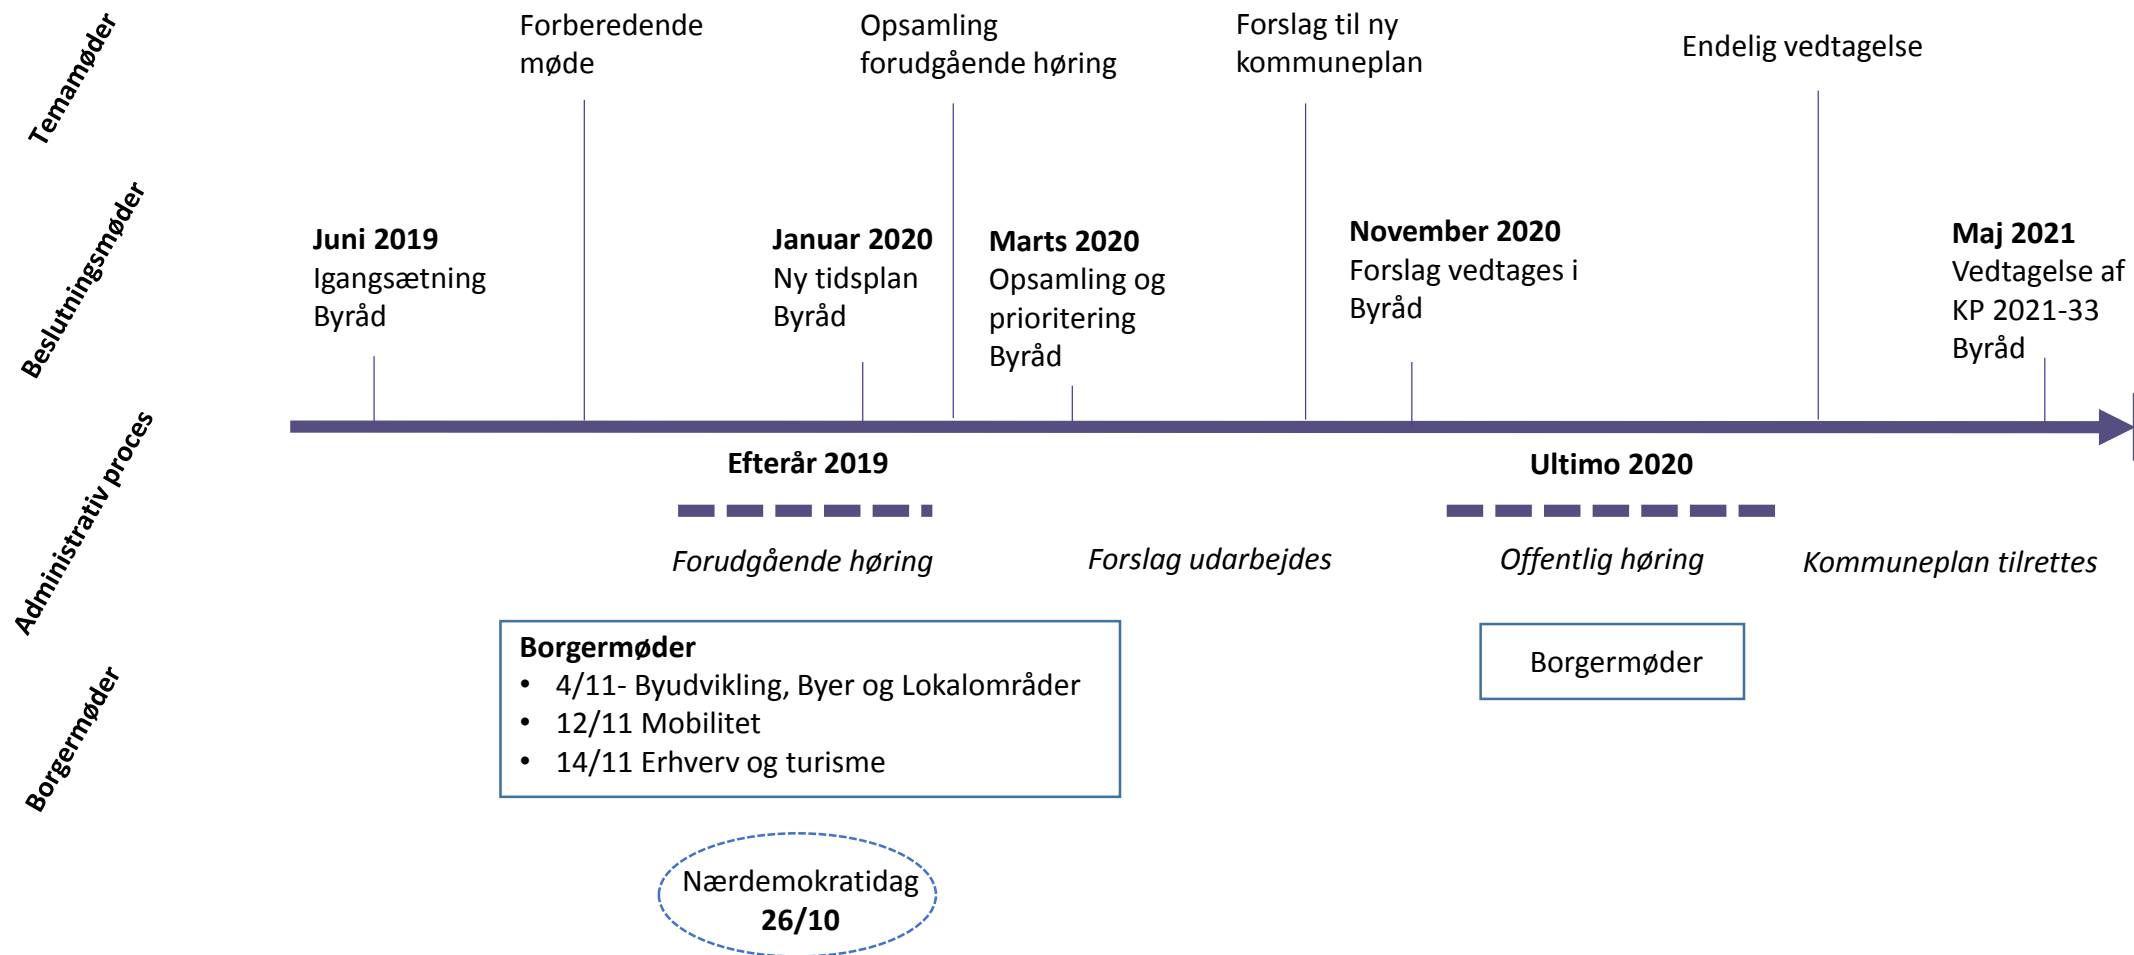 Temamøder
Forberedende
møde
Opsamling
forudgående høring
Forslag til ny
kommuneplan
Endelig vedtagelse
Beslutningsmøder
Juni 2019
Igangsætning
Byråd
Januar 2020
Ny tidsplan
Byråd
Marts 2020
Opsamling og
prioritering
Byråd
November 2020
Forslag vedtages i
Byråd
Maj 2021
Vedtagelse af
KP 2021-33
Byråd
Administrativ proces
Efterår 2019
Ultimo 2020
Forudgående høring
Forslag udarbejdes
Offentlig høring
Kommuneplan tilrettes
Borgermøder
Borgermøder
• 4/11- Byudvikling, Byer og Lokalområder
• 12/11 Mobilitet
• 14/11 Erhverv og turisme
Borgermøder
Nærdemokratidag
26/10